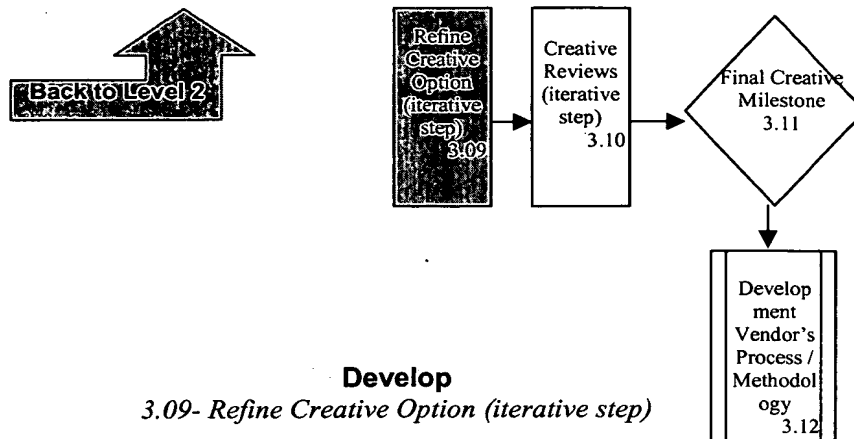 Back to Level 2
Refine
Creative
Option
(iterative
step)
3.09
Creative
Reviews
(iterative
step)
3.10
Final Creative
Milestone
3.11
Develop
ment
Vendor's
Process /
Methodol
ogy
3.12
Develop
3.09- Refine Creative Option (iterative step)